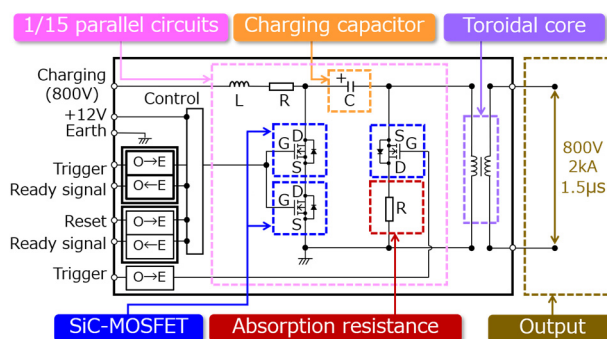 1/15 parallel circuits
Charging capacitor
Toroidal core
Charging
(800V)
L
R
+
C
Control
+12V
Earth
D
G
S
S
G
D
Trigger
O→E
Ready signal
O←E
D
G
S
R
Reset
O→E
Ready signal
O←E
Trigger
O→E
800V
2kA
1.5μs
SiC-MOSFET
Absorption resistance
Output